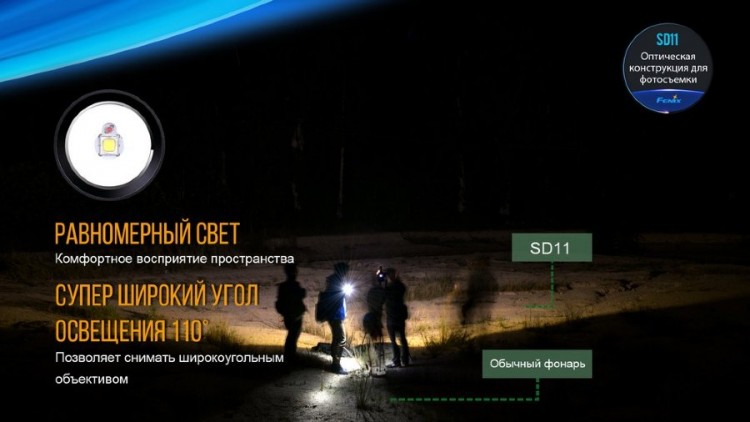 SD11
Оптическая
конструкция для
фотосъемки
FENIX
РАВНОМЕРНЫЙ СВЕТ
Комфортное восприятие пространства
СУПЕР ШИРОКИЙ УГОЛ
ОСВЕЩЕНИЯ 110°
Позволяет снимать широкоугольным
объективом
SD11
Обычный фонарь